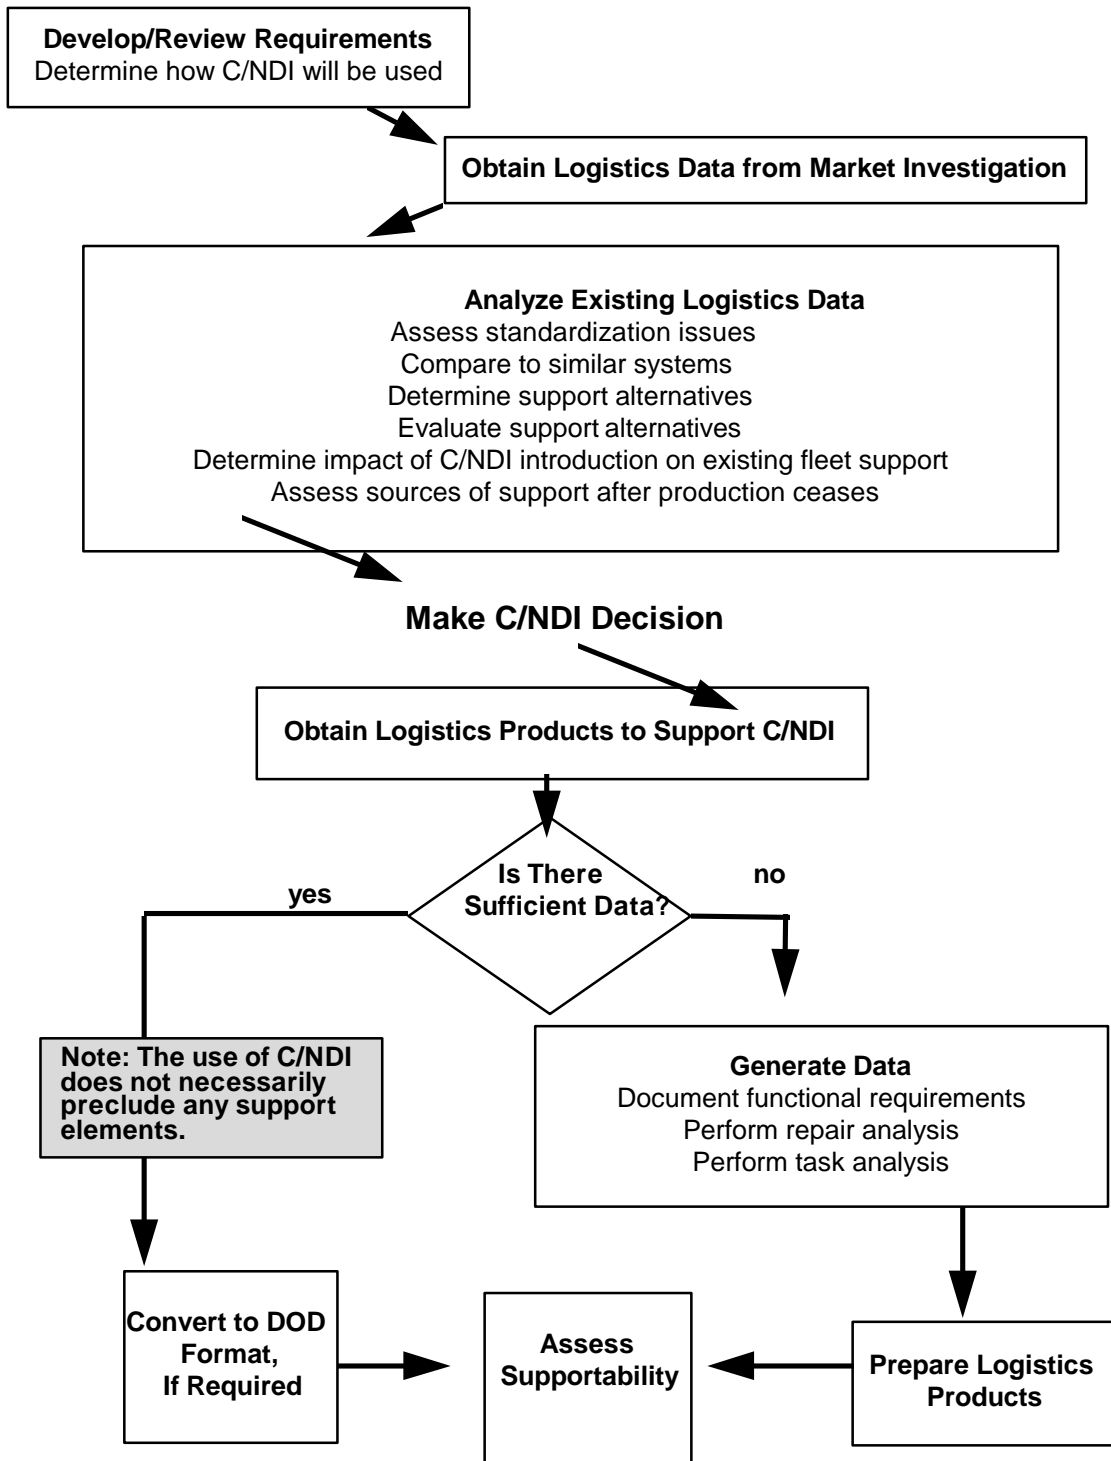 Develop/Review Requirements
Determine how C/NDI will be used
Obtain Logistics Data from Market Investigation
Analyze Existing Logistics Data
Assess standardization issues
Compare to similar systems
Determine support alternatives
Evaluate support alternatives
Determine impact of C/NDI introduction on existing fleet support
Assess sources of support after production ceases
Make C/NDI Decision
Obtain Logistics Products to Support C/NDI
Is There
Sufficient Data?
yes
no
Note: The use of C/NDI
does not necessarily
preclude any support
elements.
Generate Data
Document functional requirements
Perform repair analysis
Perform task analysis
Convert to DOD
Format,
If Required
Assess
Supportability
Prepare Logistics
Products